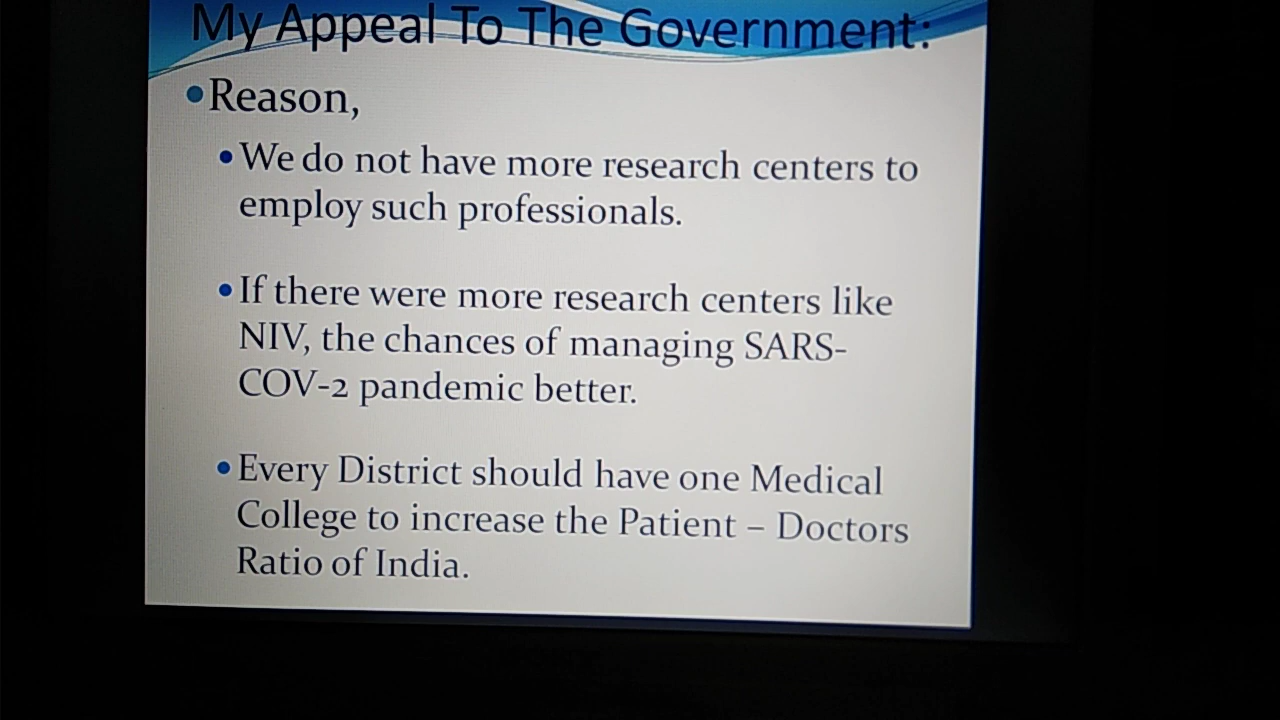 My Appeal To The Government:
•Reason,
•We do not have more research centers to
employ such professionals.
•If there were more research centers like
NIV, the chances of managing SARS-
COV-2 pandemic better.
•Every District should have one Medical
College to increase the Patient – Doctors
Ratio of India.